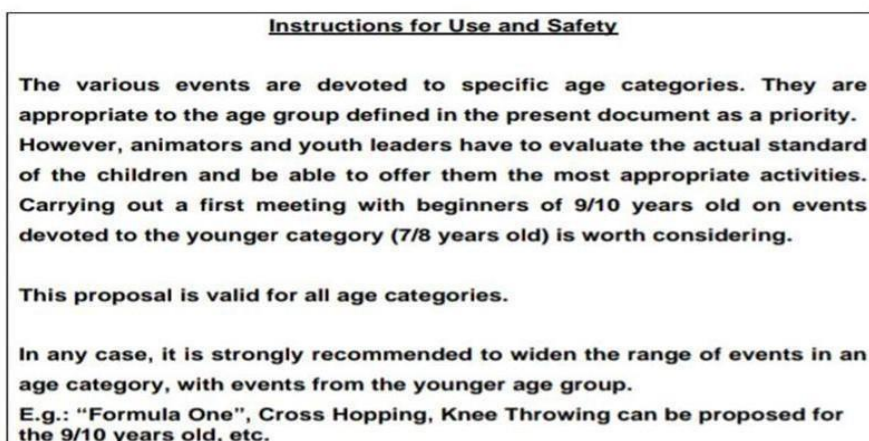 Instructions for Use and Safety
The various events are devoted to specific age categories. They are
appropriate to the age group defined in the present document as a priority.
However, animators and youth leaders have to evaluate the actual standard
of the children and be able to offer them the most appropriate activities.
Carrying out a first meeting with beginners of 9/10 years old on events
devoted to the younger category (7/8 years old) is worth considering.
This proposal is valid for all age categories.
In any case, it is strongly recommended to widen the range of events in an
age category, with events from the younger age group.
E.g.: “Formula One”, Cross Hopping, Knee Throwing can be proposed for
the 9/10 years old, etc.